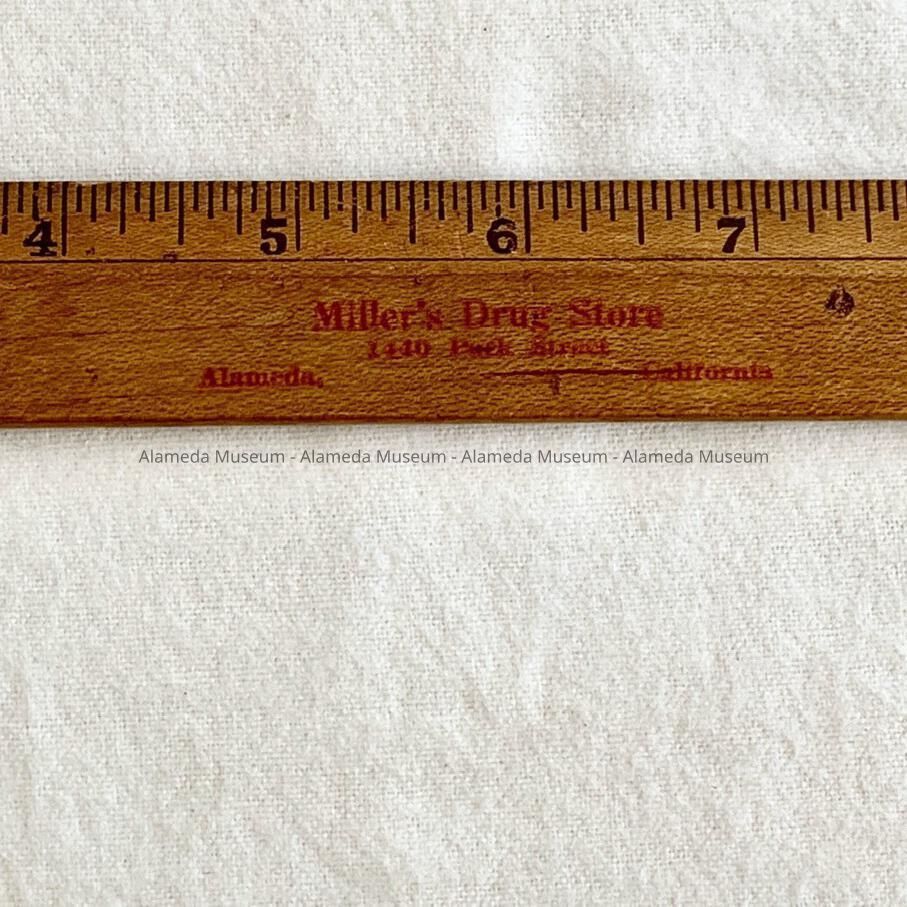 4 5 6 7
Miller's Drug Store
1440 Park Street
Alameda, California
Alameda Museum - Alameda Museum - Alameda Museum - Alameda Museum